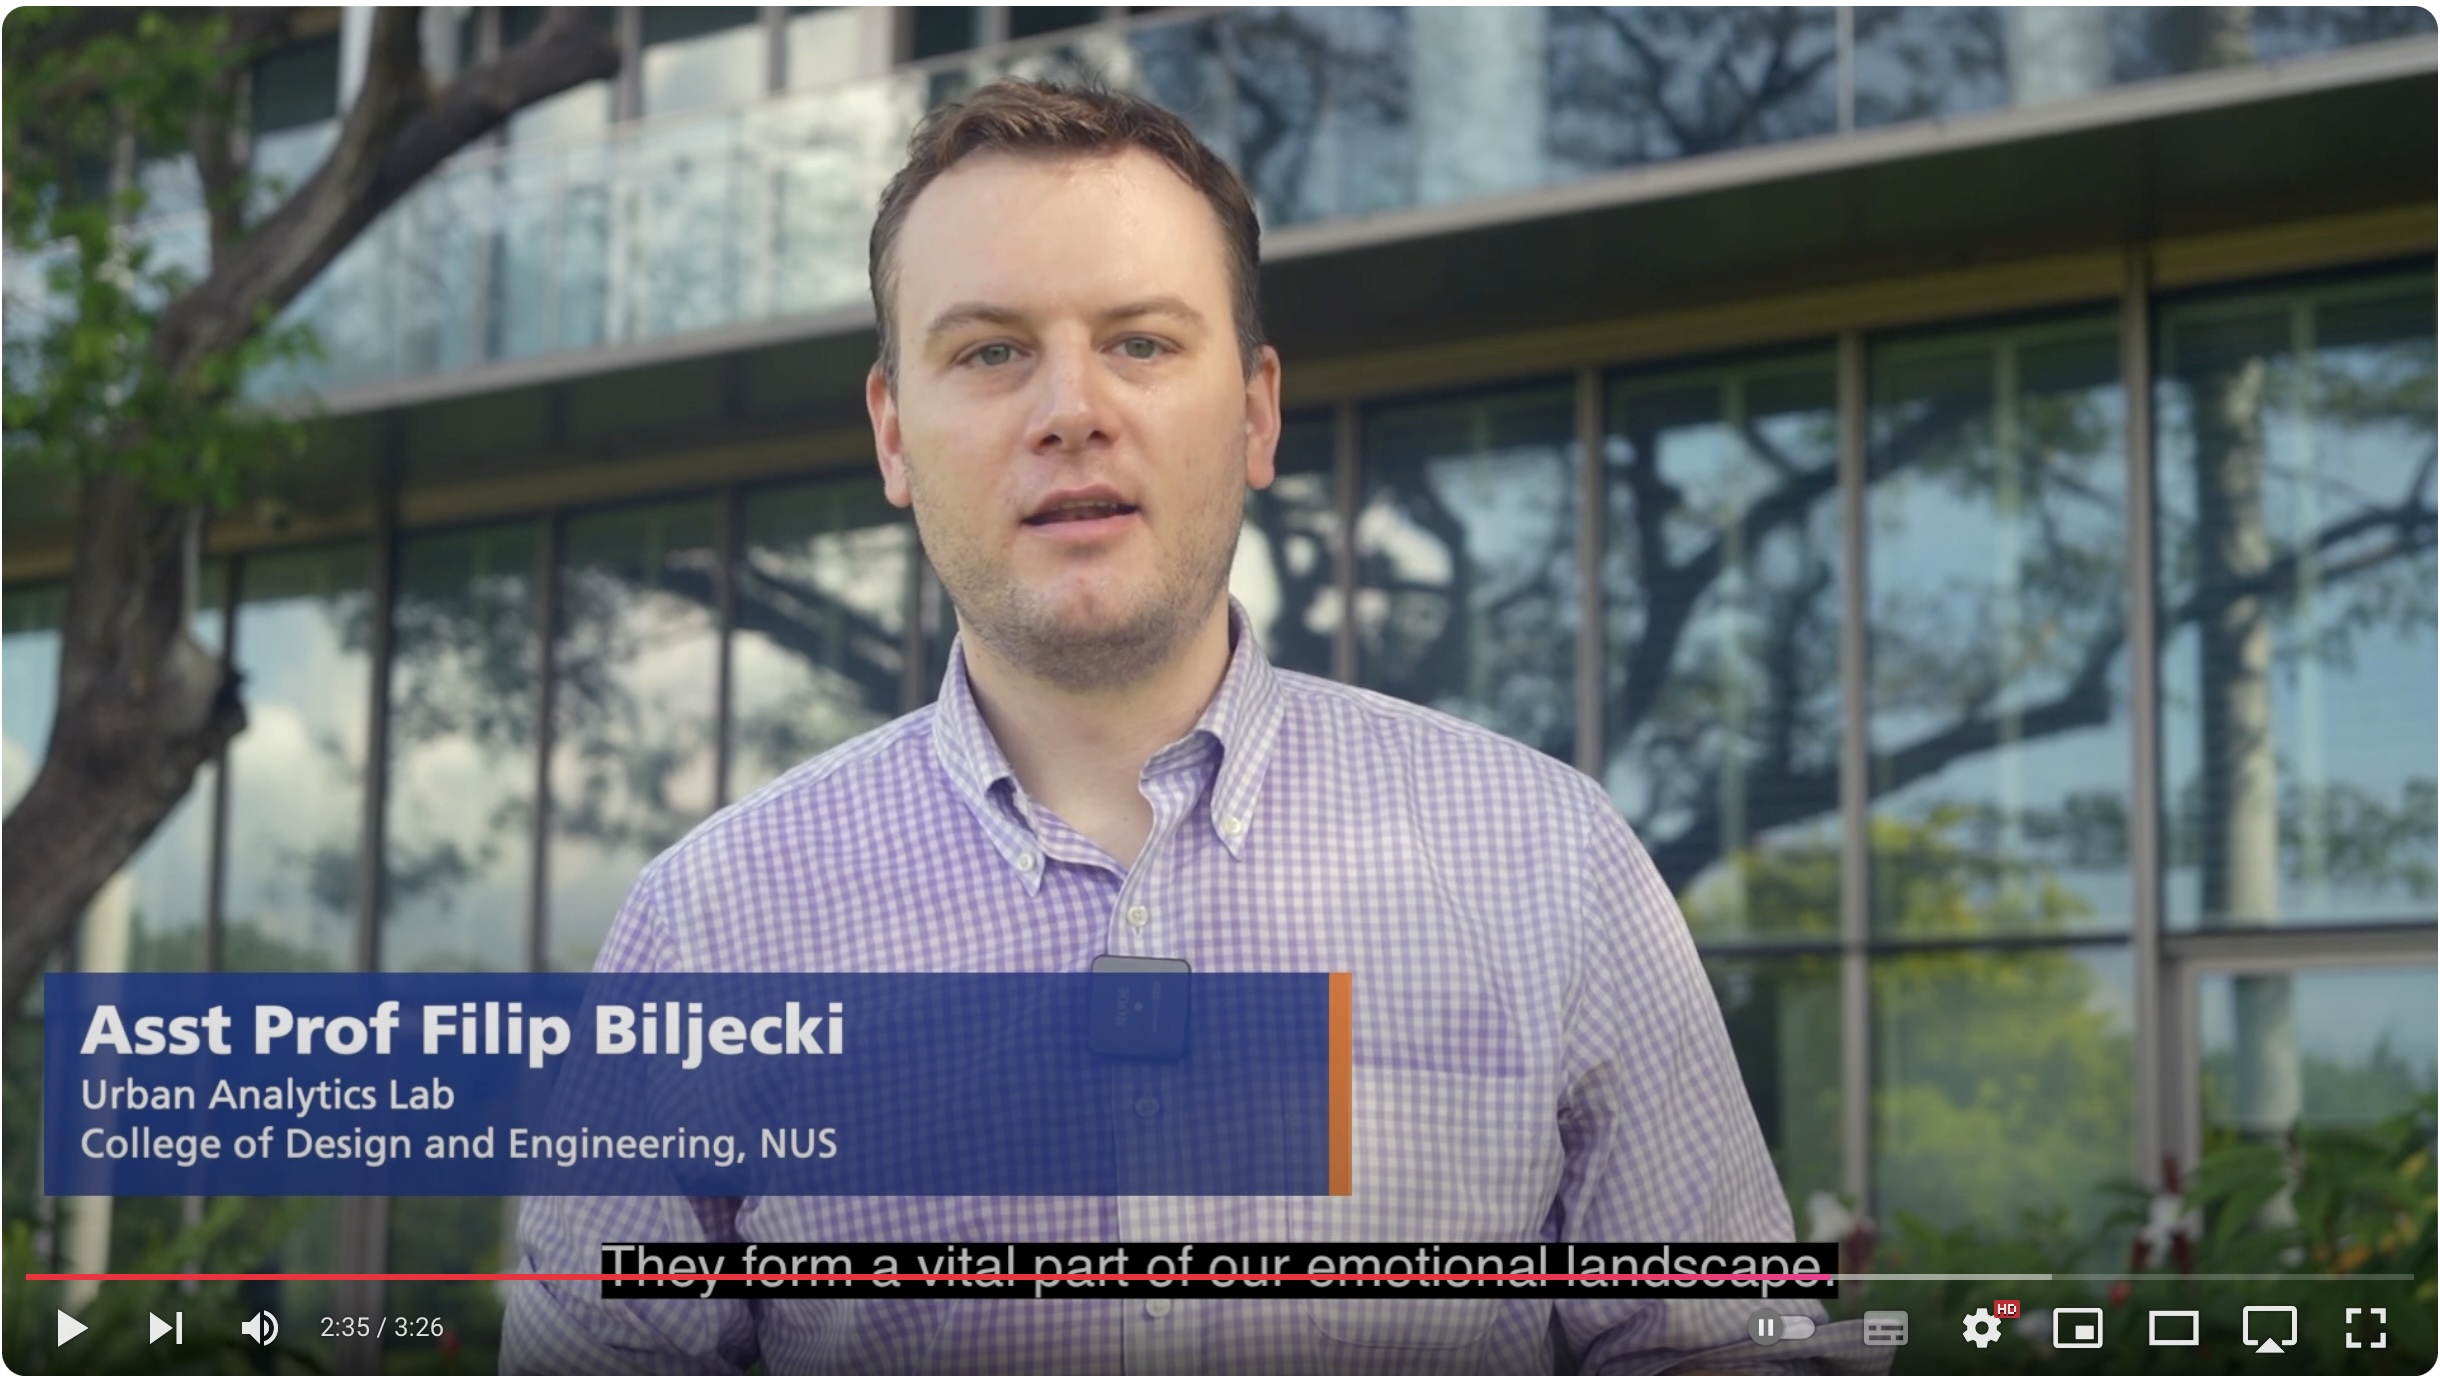 Asst Prof Filip Biljecki
Urban Analytics Lab
College of Design and Engineering, NUS
They form a vital part of our emotional landscape.
2:35 / 3:26
HD